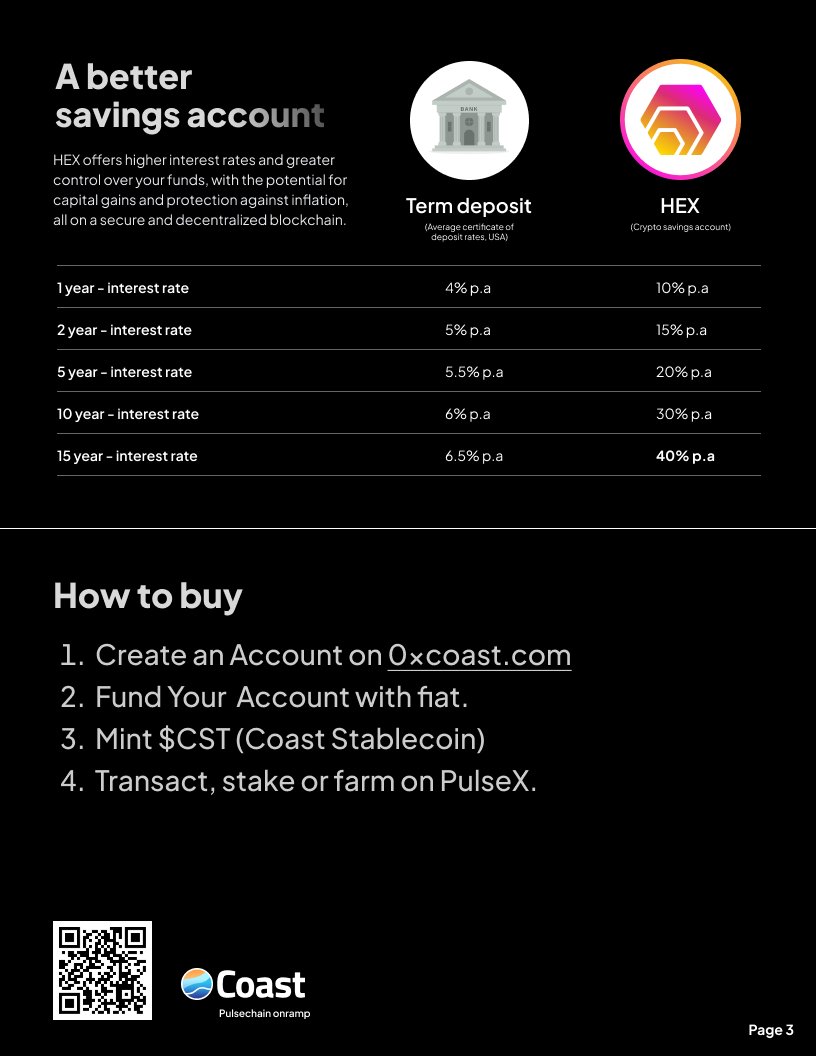 A better
savings account
HEX offers higher interest rates and greater
control over your funds, with the potential for
capital gains and protection against inflation,
all on a secure and decentralized blockchain.
BANK
Term deposit
(Average certificate of
deposit rates, USA)
HEX
(Crypto savings account)
1 year - interest rate 4% p.a 10% p.a
2 year - interest rate 5% p.a 15% p.a
5 year - interest rate 5.5% p.a 20% p.a
10 year - interest rate 6% p.a 30% p.a
15 year - interest rate 6.5% p.a 40% p.a
How to buy
1. Create an Account on 0xcoast.com
2. Fund Your Account with fiat.
3. Mint $CST (Coast Stablecoin)
4. Transact, stake or farm on PulseX.
Coast
Pulsechain onramp
Page 3